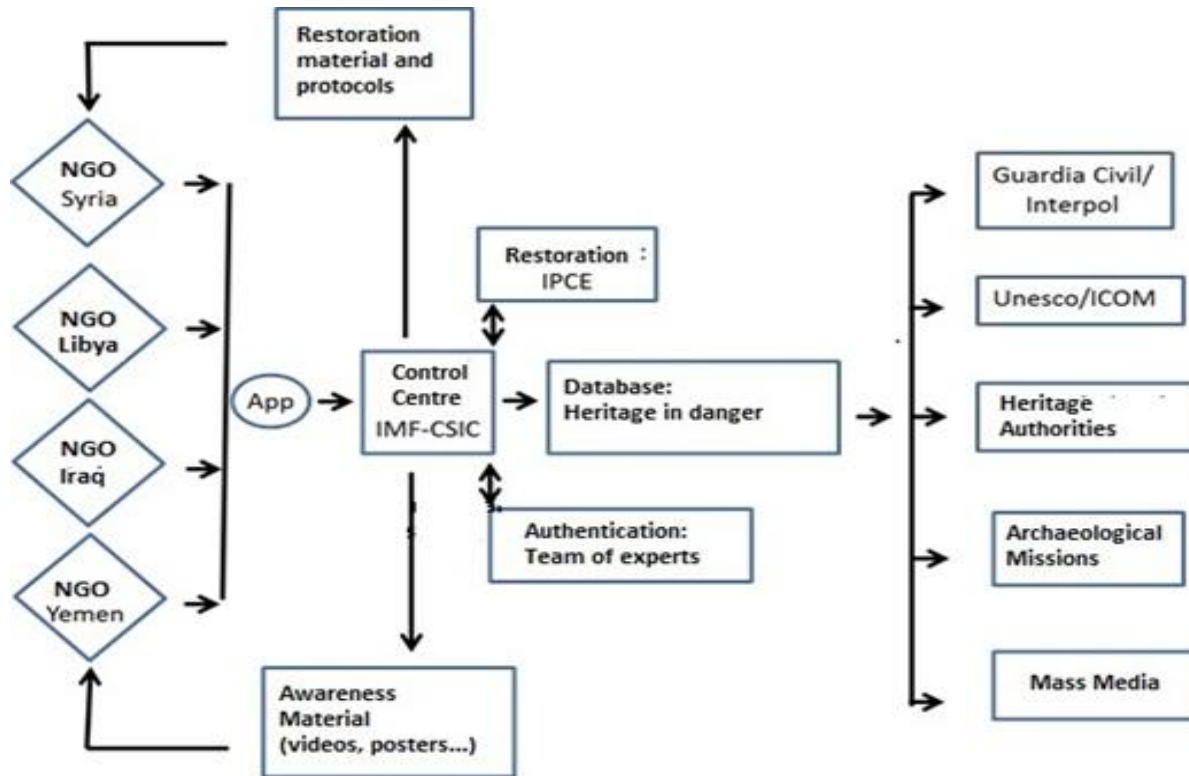 Restoration
material and
protocols
NGO
Syria
NGO
Libya
NGO
Iraq
NGO
Yemen
App
Restoration :
IPCE
Control
Centre
IMF-CSIC
Database:
Heritage in danger
Authentication:
Team of experts
Awareness
Material
(videos, posters...)
Guardia Civil/
Interpol
Unesco/ICOM
Heritage
Authorities
Archaeological
Missions
Mass Media